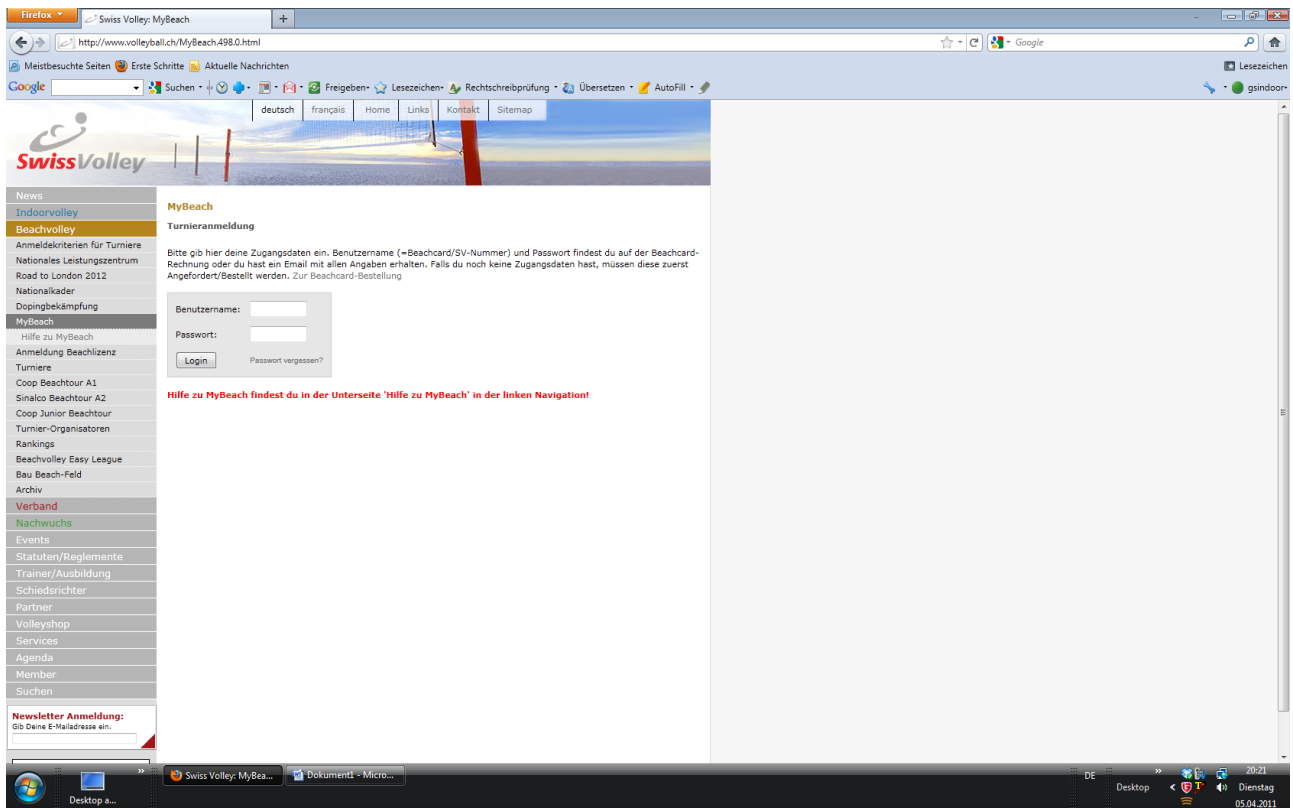 Firefox
Swiss Volley: MyBeach
+
http://www.volleyball.ch/MyBeach.498.0.html
Google
Meistbesuchte Seiten Erste Schritte Aktuelle Nachrichten
Lesezeichen
Google Suchen Freigeben Lesezeichen Rechtschreibprüfung Übersetzen AutoFill gsindoor
deutsch français Home Links Kontakt Sitemap
SwissVolley
News
Indoorvolley
Beachvolley
Anmeldekriterien für Turniere
Nationales Leistungszentrum
Road to London 2012
Nationalkader
Dopingbekämpfung
MyBeach
Hilfe zu MyBeach
Anmeldung Beachlizenz
Turniere
Coop Beachtour A1
Sinalco Beachtour A2
Coop Junior Beachtour
Turnier-Organisatoren
Rankings
Beachvolley Easy League
Bau Beach-Feld
Archiv
Verband
Nachwuchs
Events
Statuten/Reglemente
Trainer/Ausbildung
Schiedsrichter
Partner
Volleyshop
Services
Agenda
Member
Suchen
Newsletter Anmeldung:
Gib Deine E-Mailadresse ein.
MyBeach
Turnieranmeldung
Bitte gib hier deine Zugangsdaten ein. Benutzername (=Beachcard/SV-Nummer) und Passwort findest du auf der Beachcard-
Rechnung oder du hast ein Email mit allen Angaben erhalten. Falls du noch keine Zugangsdaten hast, müssen diese zuerst
Angefordert/Bestellt werden. Zur Beachcard-Bestellung
Benutzername:
Passwort:
Login Passwort vergessen?
Hilfe zu MyBeach findest du in der Unterseite 'Hilfe zu MyBeach' in der linken Navigation!
Desktop a...
Swiss Volley: MyBea...
Dokument1 - Micro...
DE
Desktop
20:21
Dienstag
05.04.2011